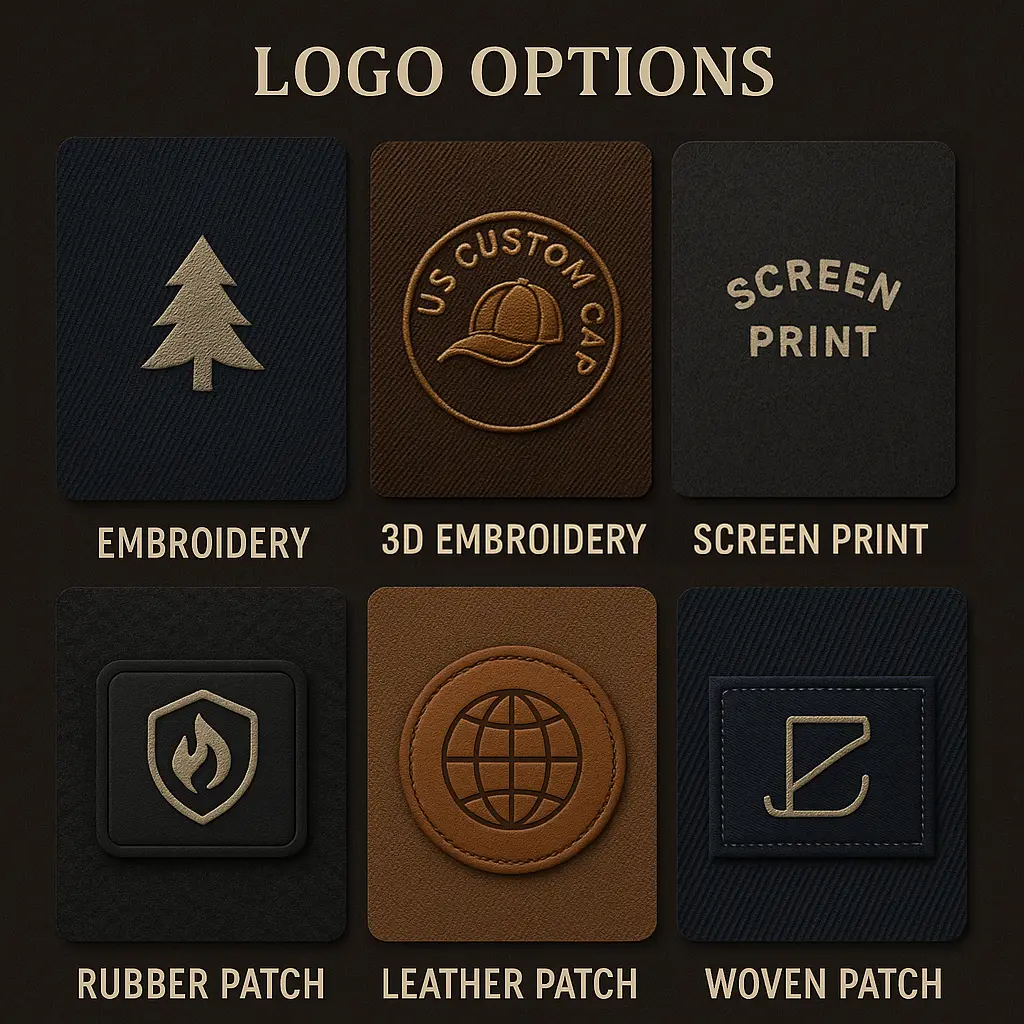 LOGO OPTIONS
US CUSTOM CAP
SCREEN
PRINT
EMBROIDERY
3D EMBROIDERY
SCREEN PRINT
RUBBER PATCH
LEATHER PATCH
WOVEN PATCH